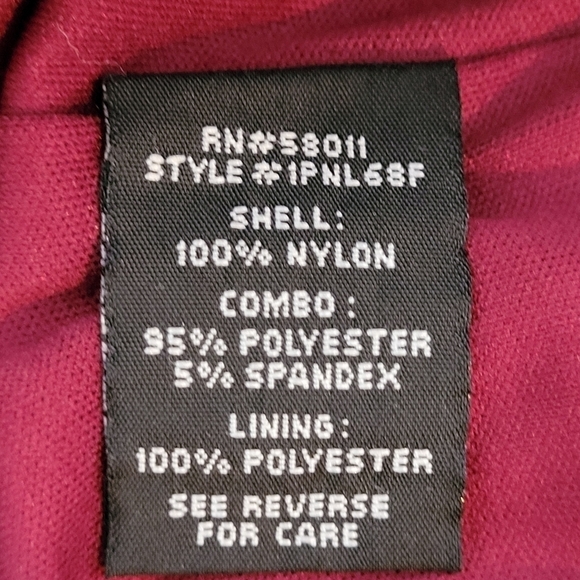 RN#58011
STYLE #1PNL68F
SHELL:
100% NYLON
COMBO:
95% POLYESTER
5% SPANDEX
LINING:
100% POLYESTER
SEE REVERSE
FOR CARE